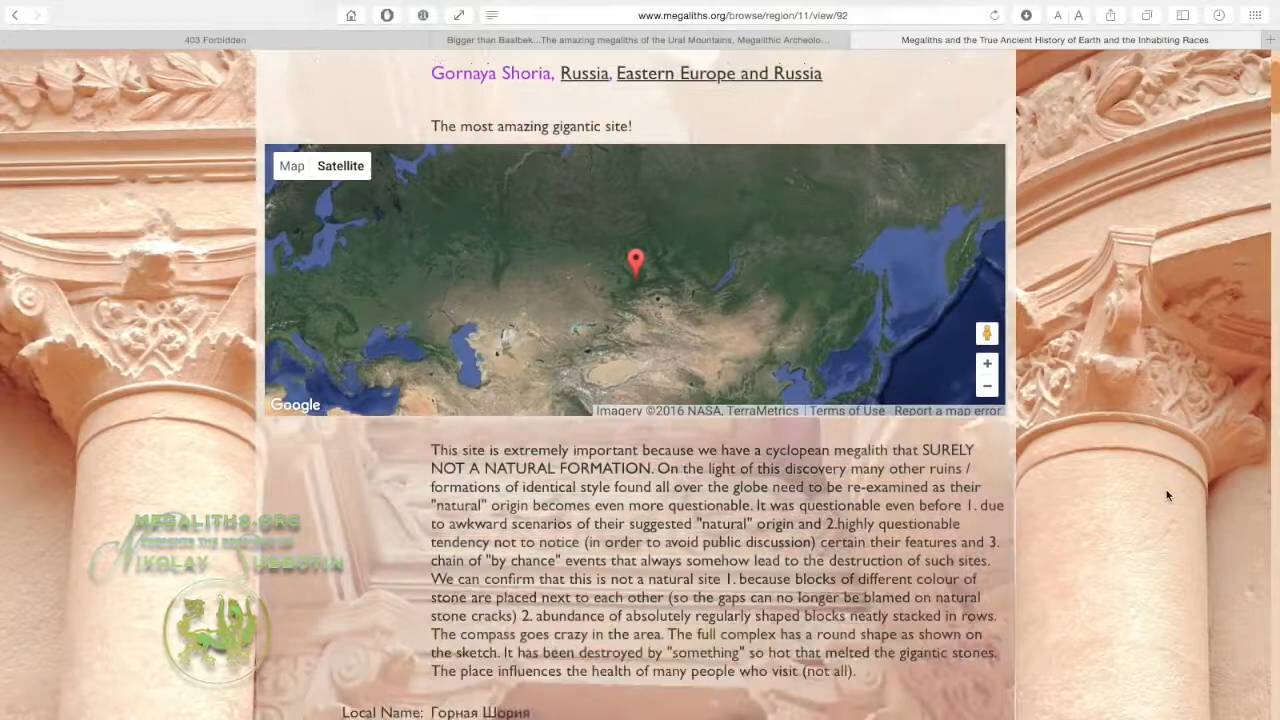 www.megaliths.org/browse/region/11/view/92
A A
403 Forbidden
Bigger than Baalbek...The amazing megaliths of the Ural Mountains, Megalithic Archeolo...
Megaliths and the True Ancient History of Earth and the Inhabiting Races
Gornaya Shoria, Russia, Eastern Europe and Russia
The most amazing gigantic site!
Map Satellite
Google
Imagery ©2016 NASA, TerraMetrics
Terms of Use
Report a map error
This site is extremely important because we have a cyclopean megalith that SURELY
NOT A NATURAL FORMATION. On the light of this discovery many other ruins /
formations of identical style found all over the globe need to be re-examined as their
"natural" origin becomes even more questionable. It was questionable even before 1. due
to awkward scenarios of their suggested "natural" origin and 2.highly questionable
tendency not to notice (in order to avoid public discussion) certain their features and 3.
chain of "by chance" events that always somehow lead to the destruction of such sites.
We can confirm that this is not a natural site 1. because blocks of different colour of
stone are placed next to each other (so the gaps can no longer be blamed on natural
stone cracks) 2. abundance of absolutely regularly shaped blocks neatly stacked in rows.
The compass goes crazy in the area. The full complex has a round shape as shown on
the sketch. It has been destroyed by "something" so hot that melted the gigantic stones.
The place influences the health of many people who visit (not all).
MEGALITHS.ORG
NIKOLAY
Local Name: Горная Шория